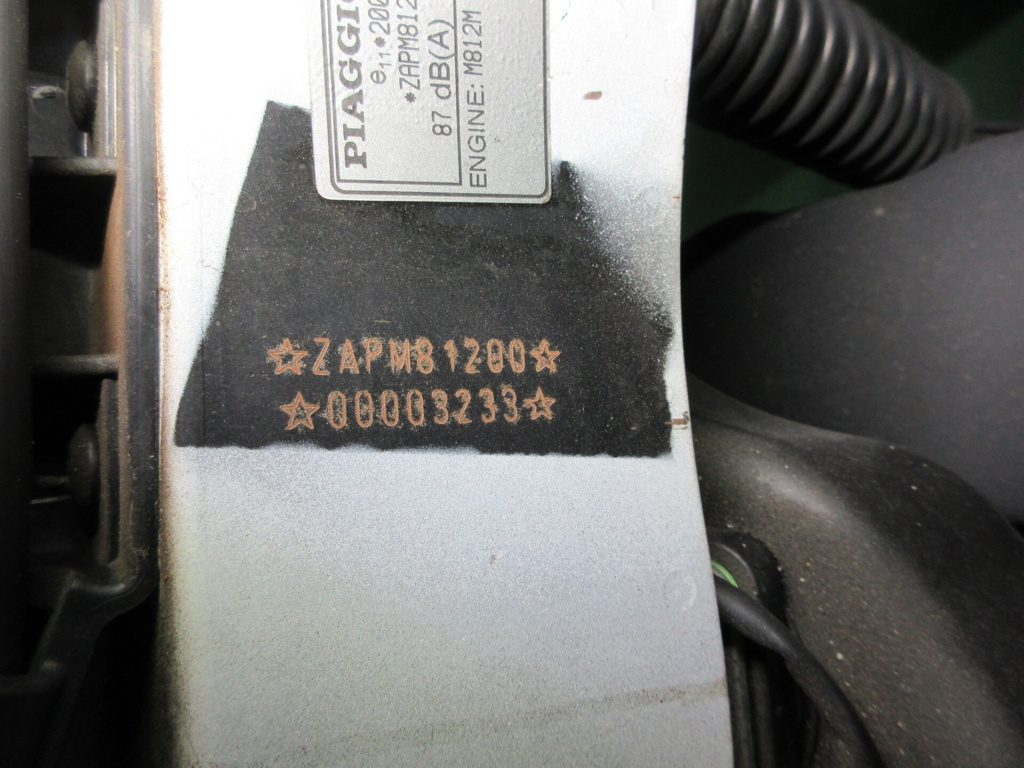 PIAGGIO
e11*200
*ZAPM812
87 dB(A)
ENGINE: M812M
☆ZAPM81200☆
☆00003233☆